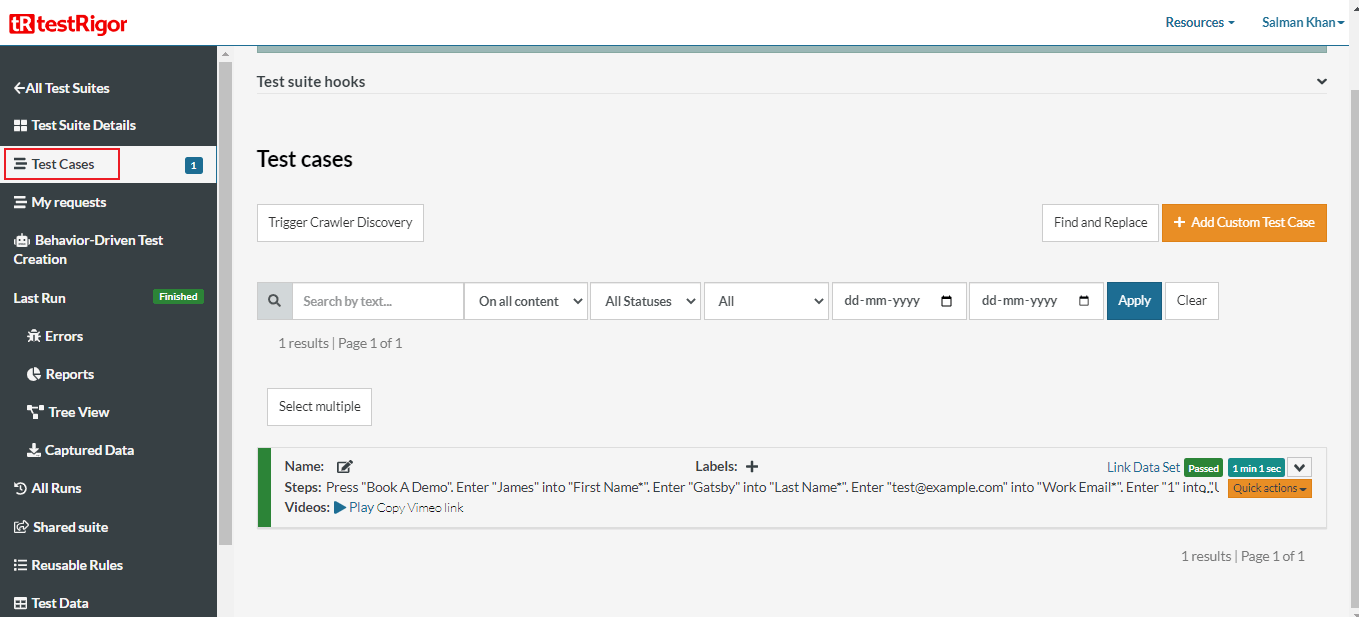 tR testRigor
Resources
Salman Khan
All Test Suites
Test Suite Details
Test Cases
1
My requests
Behavior-Driven Test
Creation
Last Run
Finished
Errors
Reports
Tree View
Captured Data
All Runs
Shared suite
Reusable Rules
Test Data
Test suite hooks
Test cases
Trigger Crawler Discovery
Find and Replace
+ Add Custom Test Case
Search by text...
On all content
All Statuses
All
dd-mm-yyyy
dd-mm-yyyy
Apply
Clear
1 results | Page 1 of 1
Select multiple
Name:
Labels: +
Link Data Set
Passed
1 min 1 sec
Steps: Press "Book A Demo". Enter "James" into "First Name*". Enter "Gatsby" into "Last Name*". Enter "test@example.com" into "Work Email*". Enter "1" into
Quick actions
Videos: Play Copy Vimeo link
1 results | Page 1 of 1